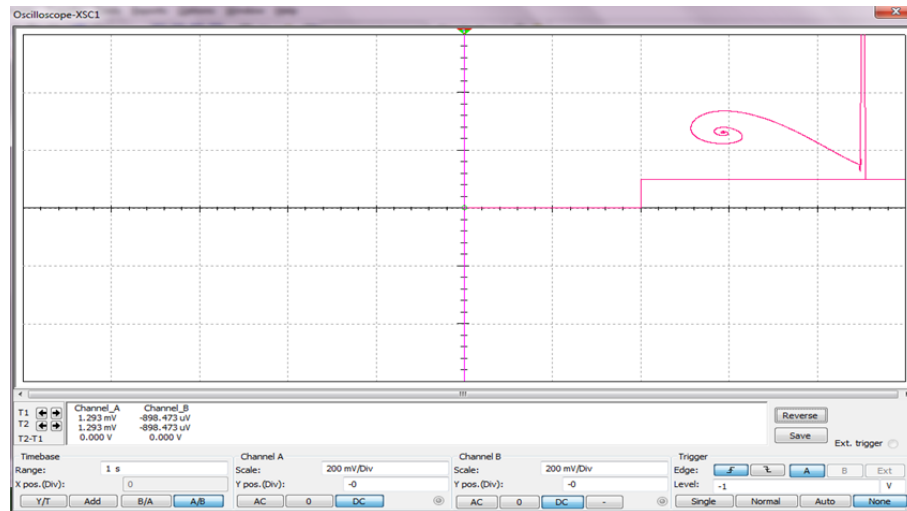 Oscilloscope-XSC1
Channel_A Channel_B
T1 1.293 mV -898.473 uV
T2 1.293 mV -898.473 uV
T2-T1 0.000 V 0.000 V
Reverse
Save
Ext. trigger
Timebase Channel A Channel B Trigger
Range: 1 s Scale: 200 mV/Div Scale: 200 mV/Div Edge: A B Ext
X pos.(Div): 0 Y pos.(Div): -0 Y pos.(Div): -0 Level: -1 V
Y/T Add B/A A/B AC 0 DC AC 0 DC - Single Normal Auto None